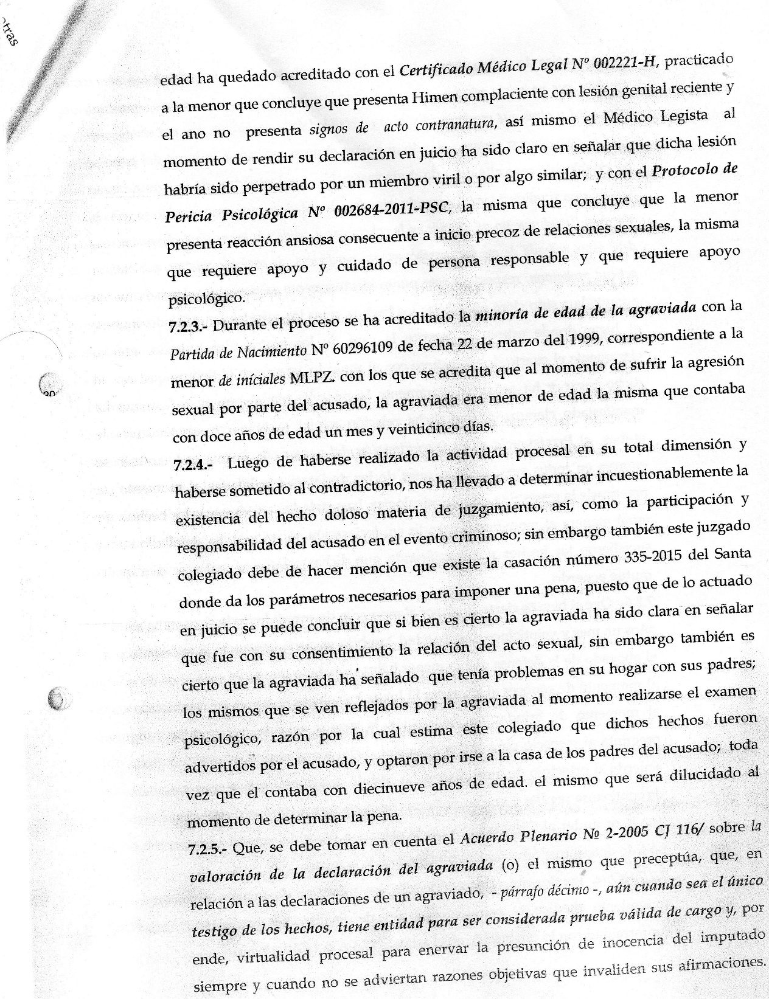 otras
edad ha quedado acreditado con el Certificado Médico Legal Nº 002221-H, practicado
a la menor que concluye que presenta Himen complaciente con lesión genital reciente y
el ano no presenta signos de acto contranatura, así mismo el Médico Legista al
momento de rendir su declaración en juicio ha sido claro en señalar que dicha lesión
habría sido perpetrado por un miembro viril o por algo similar; y con el Protocolo de
Pericia Psicológica Nº 002684-2011-PSC, la misma que concluye que la menor
presenta reacción ansiosa consecuente a inicio precoz de relaciones sexuales, la misma
que requiere apoyo y cuidado de persona responsable y que requiere apoyo
psicológico.
7.2.3.- Durante el proceso se ha acreditado la minoría de edad de la agraviada con la
Partida de Nacimiento Nº 60296109 de fecha 22 de marzo del 1999, correspondiente a la
menor de iníciales MLPZ. con los que se acredita que al momento de sufrir la agresión
sexual por parte del acusado, la agraviada era menor de edad la misma que contaba
con doce años de edad un mes y veinticinco días.
7.2.4.- Luego de haberse realizado la actividad procesal en su total dimensión y
haberse sometido al contradictorio, nos ha llevado a determinar incuestionablemente la
existencia del hecho doloso materia de juzgamiento, así, como la participación y
responsabilidad del acusado en el evento criminoso; sin embargo también este juzgado
colegiado debe de hacer mención que existe la casación número 335-2015 del Santa
donde da los parámetros necesarios para imponer una pena, puesto que de lo actuado
en juicio se puede concluir que si bien es cierto la agraviada ha sido clara en señalar
que fue con su consentimiento la relación del acto sexual, sin embargo también es
cierto que la agraviada ha señalado que tenía problemas en su hogar con sus padres;
los mismos que se ven reflejados por la agraviada al momento realizarse el examen
psicológico, razón por la cual estima este colegiado que dichos hechos fueron
advertidos por el acusado, y optaron por irse a la casa de los padres del acusado; toda
vez que el contaba con diecinueve años de edad. el mismo que será dilucidado al
momento de determinar la pena.
7.2.5.- Que, se debe tomar en cuenta el Acuerdo Plenario Nº 2-2005 CJ 116/ sobre la
valoración de la declaración del agraviada (o) el mismo que preceptúa, que, en
relación a las declaraciones de un agraviado, - párrafo décimo -, aún cuando sea el único
testigo de los hechos, tiene entidad para ser considerada prueba válida de cargo y, por
ende, virtualidad procesal para enervar la presunción de inocencia del imputado
siempre y cuando no se adviertan razones objetivas que invaliden sus afirmaciones.